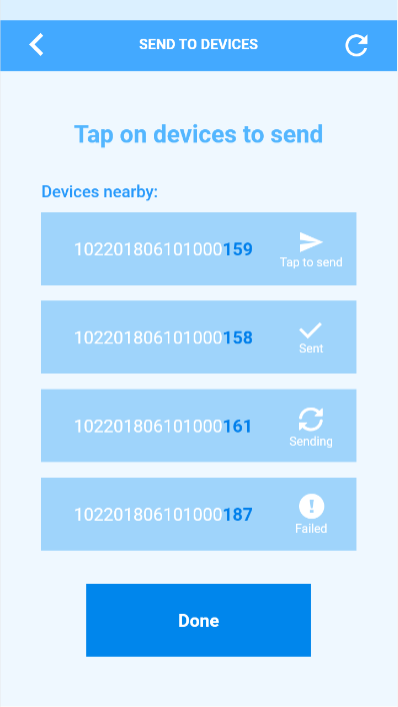 SEND TO DEVICES
Tap on devices to send
Devices nearby:
102201806101000159
Tap to send
102201806101000158
Sent
102201806101000161
Sending
102201806101000187
Failed
Done